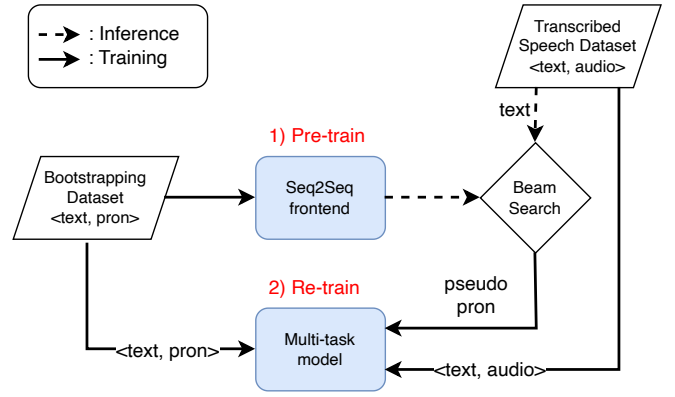 : Inference
: Training
Transcribed
Speech Dataset
<text, audio>
text
1) Pre-train
Bootstrapping
Dataset
<text, pron>
Seq2Seq
frontend
Beam
Search
2) Re-train
pseudo
pron
Multi-task
model
<text, pron>
<text, audio>